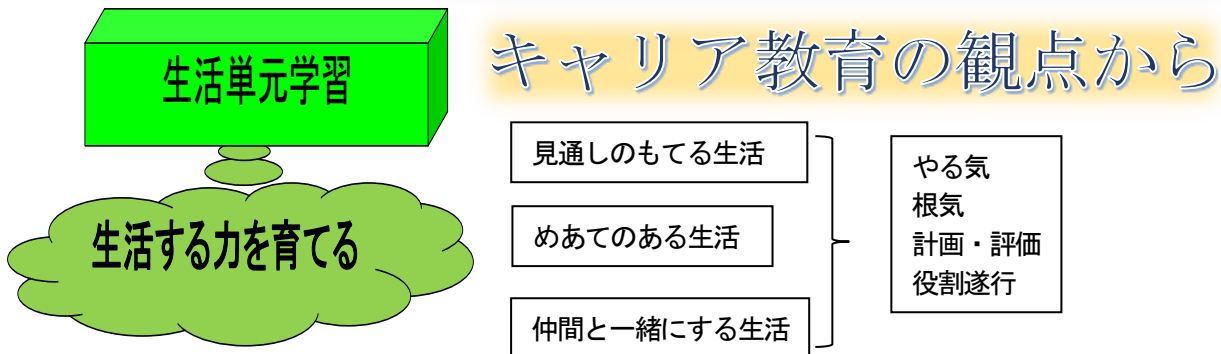 生活単元学習
キャリア教育の観点から
生活する力を育てる
見通しのもてる生活
めあてのある生活
仲間と一緒にする生活
やる気
根気
計画・評価
役割遂行